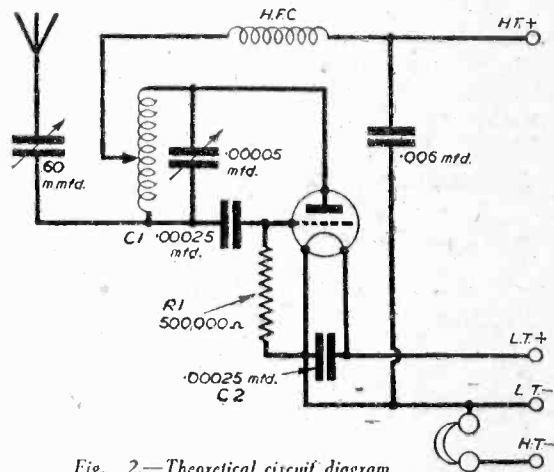 H.F.C
H.T.+
60
mmfd.
.00005
mfd.
.006 mfd.
C1
.00025
mfd.
R1
500,000 Ω
.00025 mfd.
C2
L.T.+
L.T-
H.T-
Fig. 2.—Theoretical circuit diagram